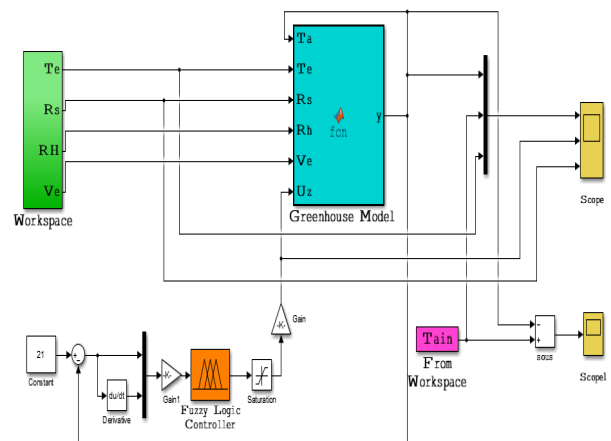 Ta
Te
Te
Rs
Rs
RH
Rh
y
fcn
Ve
Ve
Uz
Workspace
Greenhouse Model
Scope
-K-
Gain
21
Constant
+
-
du/dt
Derivative
-K-
Gain1
Fuzzy Logic
Controller
Saturation
Tain
From
Workspace
-
+
sous
Scope1